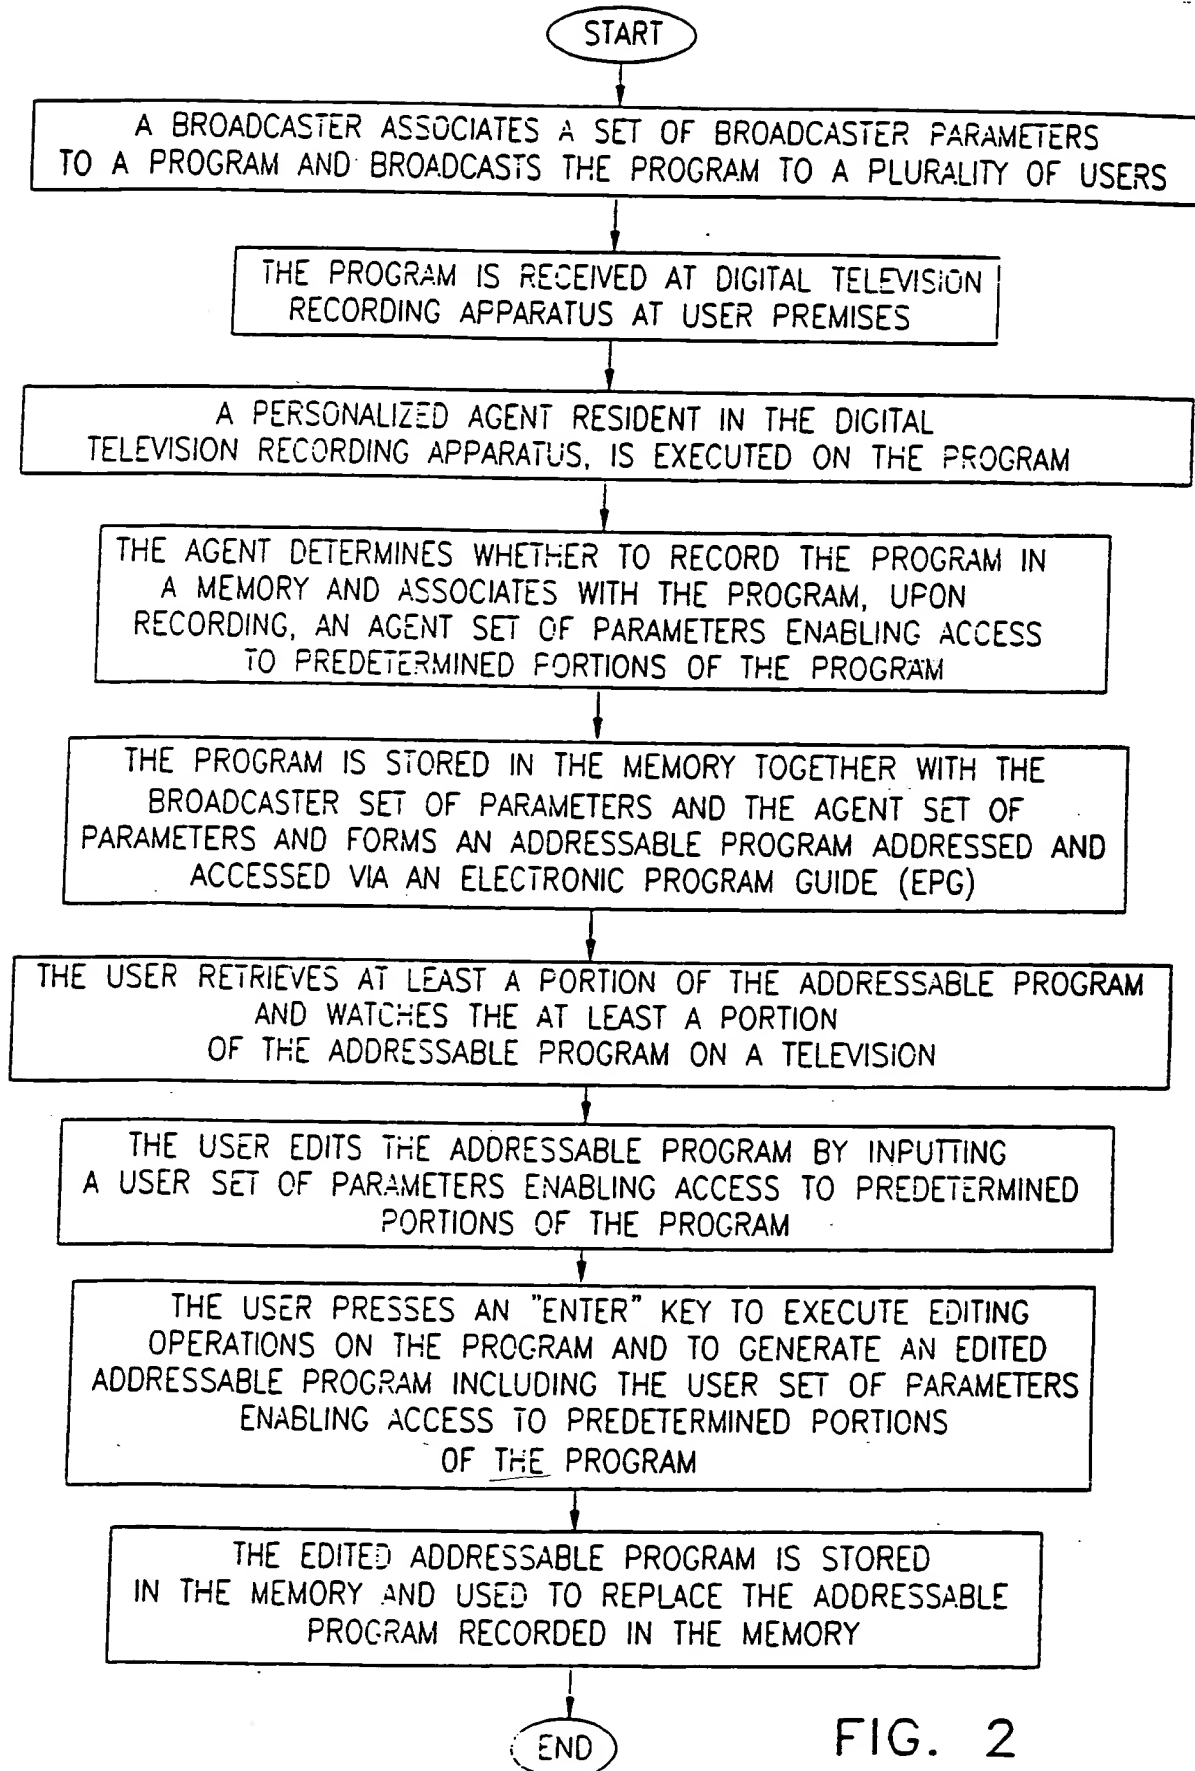 START
A BROADCASTER ASSOCIATES A SET OF BROADCASTER PARAMETERS
TO A PROGRAM AND BROADCASTS THE PROGRAM TO A PLURALITY OF USERS
THE PROGRAM IS RECEIVED AT DIGITAL TELEVISION
RECORDING APPARATUS AT USER PREMISES
A PERSONALIZED AGENT RESIDENT IN THE DIGITAL
TELEVISION RECORDING APPARATUS, IS EXECUTED ON THE PROGRAM
THE AGENT DETERMINES WHETHER TO RECORD THE PROGRAM IN
A MEMORY AND ASSOCIATES WITH THE PROGRAM, UPON
RECORDING, AN AGENT SET OF PARAMETERS ENABLING ACCESS
TO PREDETERMINED PORTIONS OF THE PROGRAM
THE PROGRAM IS STORED IN THE MEMORY TOGETHER WITH THE
BROADCASTER SET OF PARAMETERS AND THE AGENT SET OF
PARAMETERS AND FORMS AN ADDRESSABLE PROGRAM ADDRESSED AND
ACCESSED VIA AN ELECTRONIC PROGRAM GUIDE (EPG)
THE USER RETRIEVES AT LEAST A PORTION OF THE ADDRESSABLE PROGRAM
AND WATCHES THE AT LEAST A PORTION
OF THE ADDRESSABLE PROGRAM ON A TELEVISION
THE USER EDITS THE ADDRESSABLE PROGRAM BY INPUTTING
A USER SET OF PARAMETERS ENABLING ACCESS TO PREDETERMINED
PORTIONS OF THE PROGRAM
THE USER PRESSES AN "ENTER" KEY TO EXECUTE EDITING
OPERATIONS ON THE PROGRAM AND TO GENERATE AN EDITED
ADDRESSABLE PROGRAM INCLUDING THE USER SET OF PARAMETERS
ENABLING ACCESS TO PREDETERMINED PORTIONS
OF THE PROGRAM
THE EDITED ADDRESSABLE PROGRAM IS STORED
IN THE MEMORY AND USED TO REPLACE THE ADDRESSABLE
PROGRAM RECORDED IN THE MEMORY
END
FIG. 2